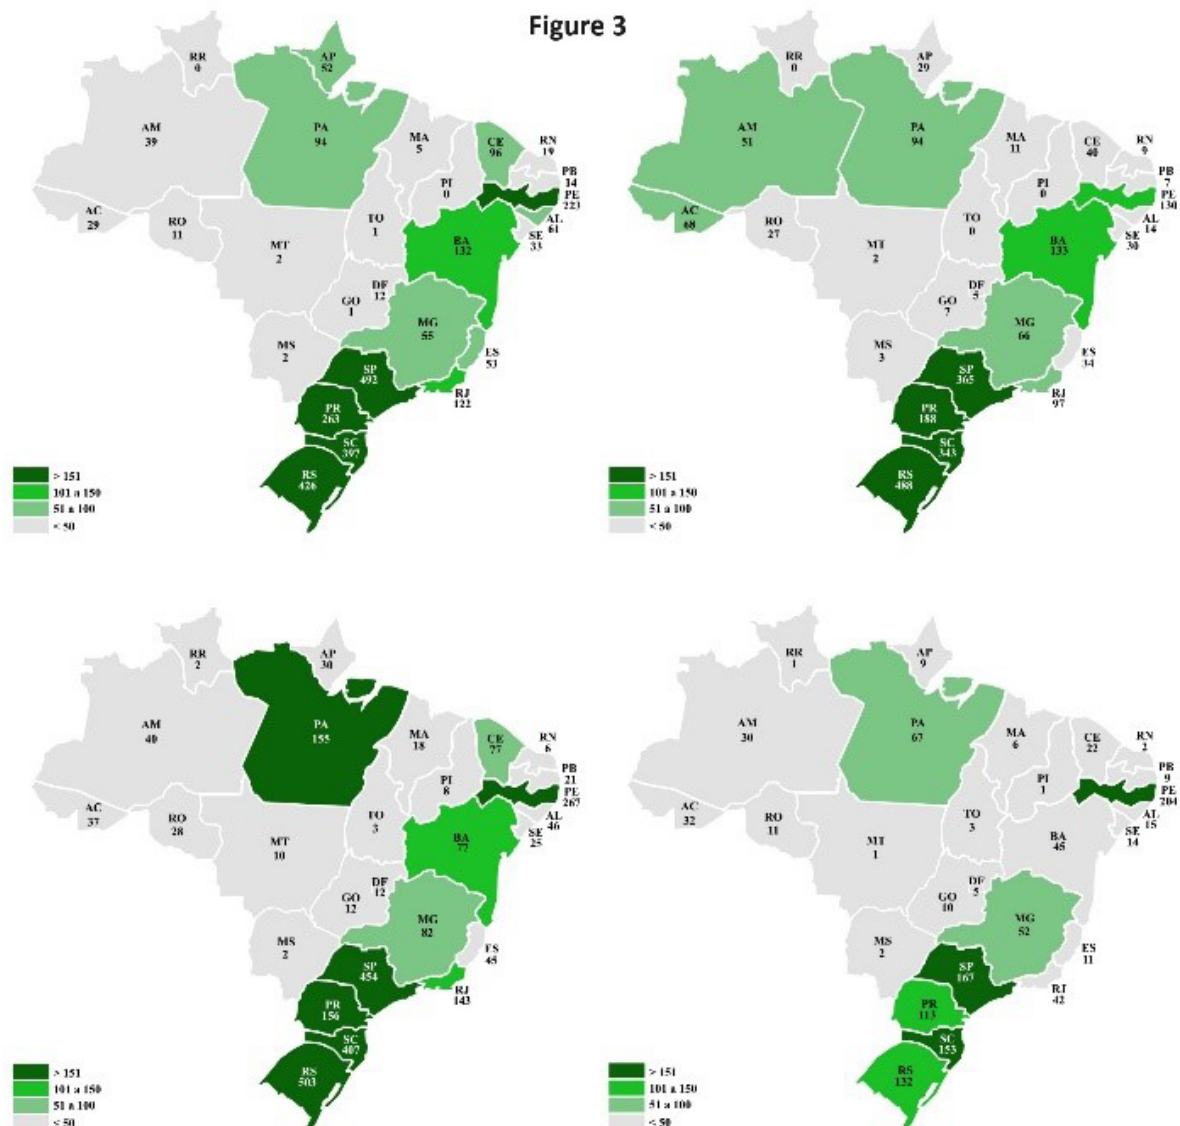 Figure 3
RR
0
AP
52
AM
39
PA
94
MA
5
CE
96
RN
19
PB
14
PE
223
AL
61
SE
33
PI
0
AC
29
RO
11
TO
1
MT
2
BA
132
DF
12
GO
1
MG
55
ES
53
MS
2
SP
492
RJ
122
PR
263
SC
397
RS
426
> 151
101 a 150
51 a 100
< 50
RR
0
AP
29
AM
51
PA
94
MA
11
CE
40
RN
9
PB
7
PE
130
AL
14
SE
30
PI
0
AC
68
RO
27
TO
0
MT
2
BA
133
DF
5
GO
7
MG
66
ES
34
MS
3
SP
365
RJ
97
PR
188
SC
343
RS
488
> 151
101 a 150
51 a 100
< 50
RR
2
AP
30
AM
40
PA
155
MA
18
CE
77
RN
6
PB
21
PE
267
AL
46
SE
25
PI
8
AC
37
RO
28
TO
3
MT
10
BA
77
DF
12
GO
12
MG
82
ES
45
MS
2
SP
454
RJ
143
PR
156
SC
407
RS
503
> 151
101 a 150
51 a 100
< 50
RR
1
AP
9
AM
30
PA
67
MA
6
CE
22
RN
2
PB
9
PE
204
AL
15
SE
14
PI
1
AC
32
RO
11
TO
3
MT
1
BA
45
DF
5
GO
10
MG
52
ES
11
MS
2
SP
167
RJ
42
PR
113
SC
153
RS
132
> 151
101 a 150
51 a 100
< 50